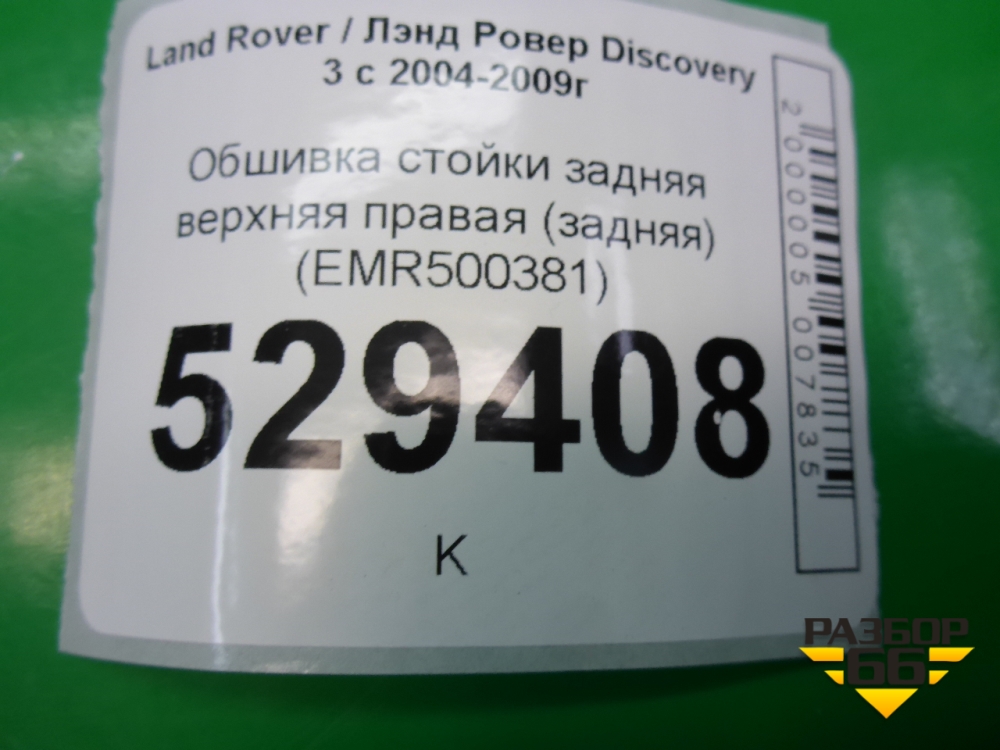 Land Rover / Лэнд Ровер Discovery
3 с 2004-2009г
Обшивка стойки задняя
верхняя правая (задняя)
(EMR500381)
529408
К
2000005007835
РАЗБОР
66